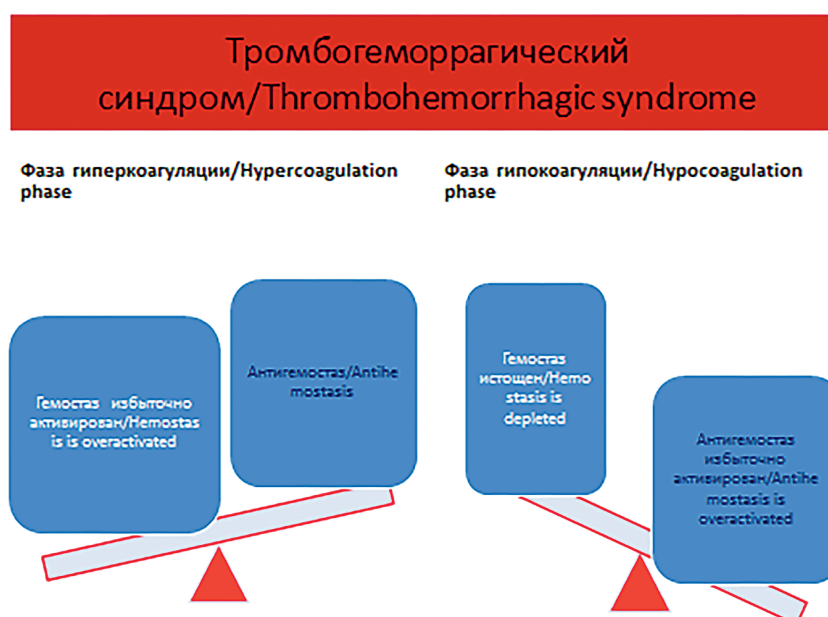 Тромбогеморрагический
синдром/Thrombohemorrhagic syndrome
Фаза гиперкоагуляции/Hypercoagulation
phase
Фаза гипокоагуляции/Hypocoagulation
phase
Гемостаз избыточно
активирован/Hemostas
is is overactivated
Антигемостаз/Antihe
mostasis
Гемостаз
истощен/Hemo
stasis is
depleted
Антигемостаз
избыточно
активирован/Antihe
mostasis is
overactivated